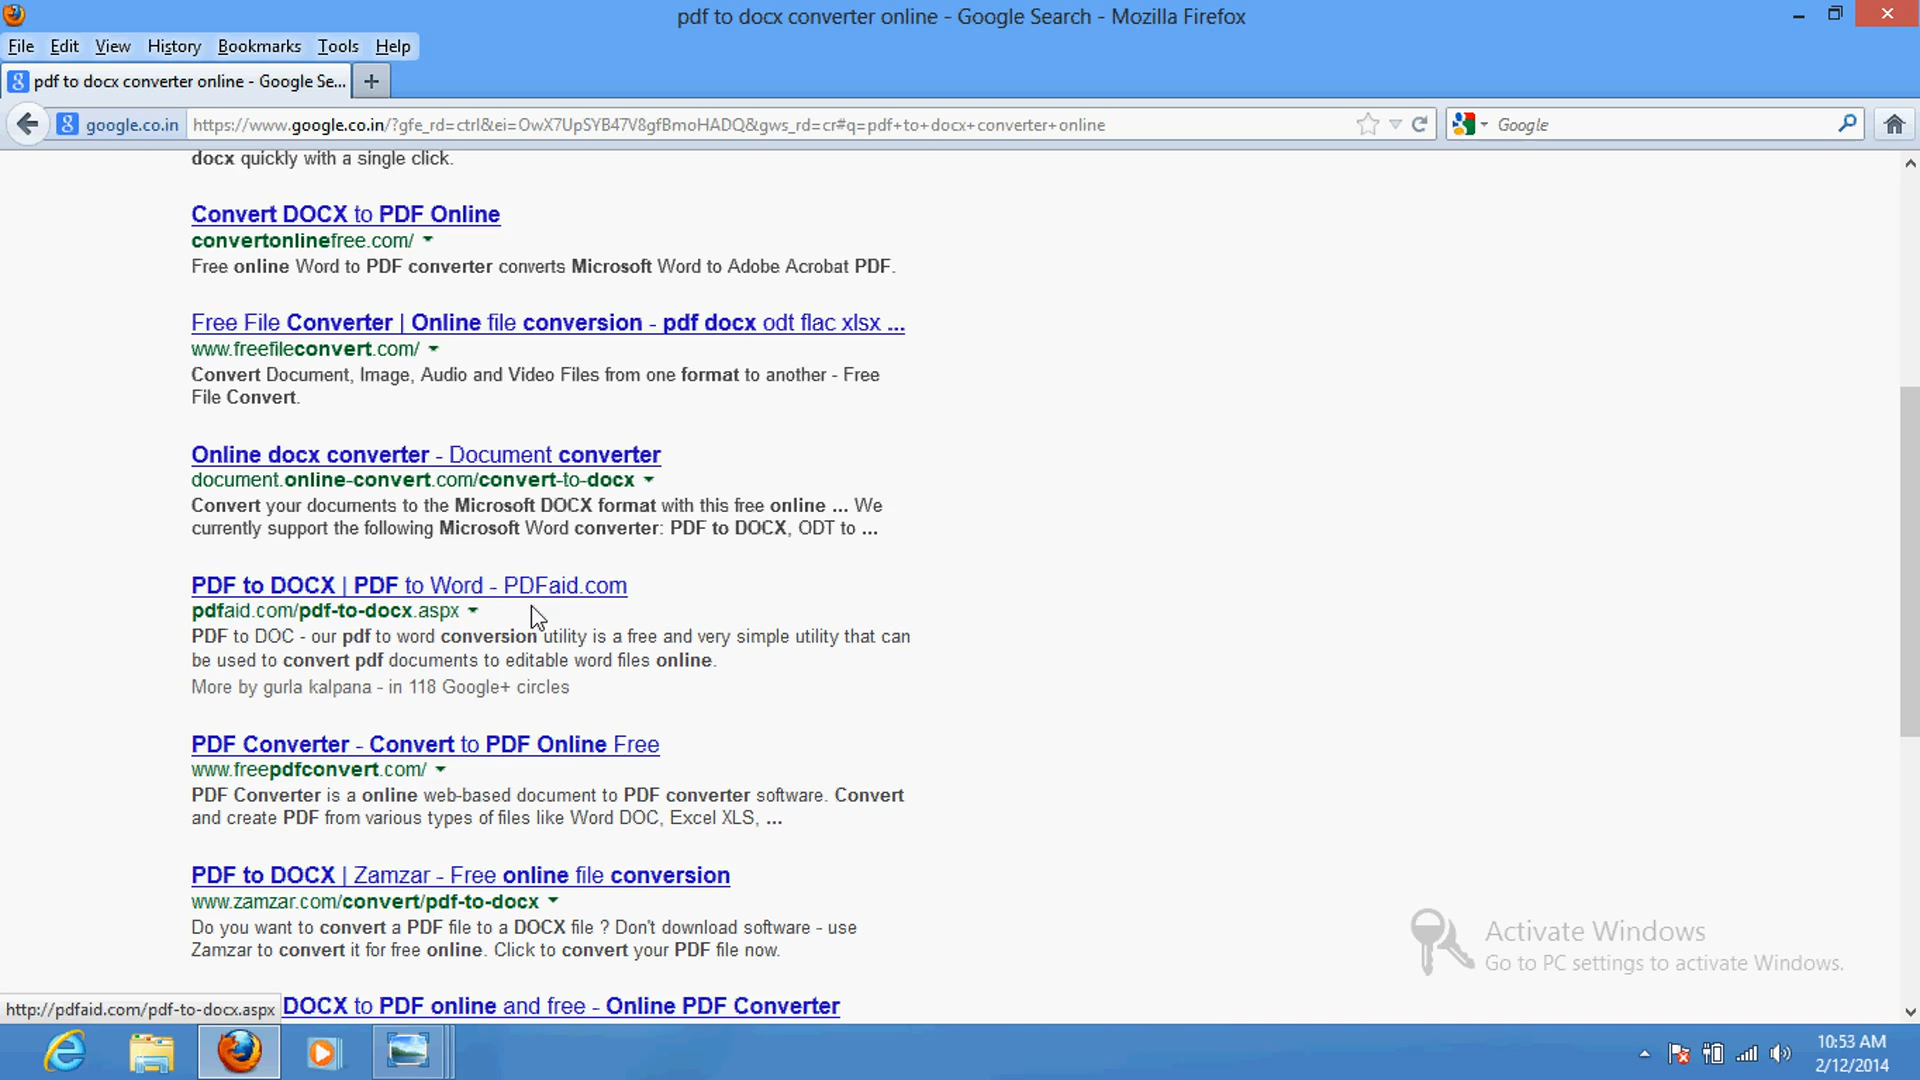 pdf to docx converter online - Google Search - Mozilla Firefox
File Edit View History Bookmarks Tools Help
pdf to docx converter online - Google Se...
google.co.in https://www.google.co.in/?gfe_rd=ctrl&ei=OwX7UpSYB47V8gfBmoHADQ&gws_rd=cr#q=pdf+to+docx+converter+online Google
docx quickly with a single click.
Convert DOCX to PDF Online
convertonlinefree.com/
Free online Word to PDF converter converts Microsoft Word to Adobe Acrobat PDF.
Free File Converter | Online file conversion - pdf docx odt flac xlsx ...
www.freefileconvert.com/
Convert Document, Image, Audio and Video Files from one format to another - Free
File Convert.
Online docx converter - Document converter
document.online-convert.com/convert-to-docx
Convert your documents to the Microsoft DOCX format with this free online ... We
currently support the following Microsoft Word converter: PDF to DOCX, ODT to ...
PDF to DOCX | PDF to Word - PDFaid.com
pdfaid.com/pdf-to-docx.aspx
PDF to DOC - our pdf to word conversion utility is a free and very simple utility that can
be used to convert pdf documents to editable word files online.
More by gurla kalpana - in 118 Google+ circles
PDF Converter - Convert to PDF Online Free
www.freepdfconvert.com/
PDF Converter is a online web-based document to PDF converter software. Convert
and create PDF from various types of files like Word DOC, Excel XLS, ...
PDF to DOCX | Zamzar - Free online file conversion
www.zamzar.com/convert/pdf-to-docx
Do you want to convert a PDF file to a DOCX file ? Don't download software - use
Zamzar to convert it for free online. Click to convert your PDF file now.
Activate Windows
Go to PC settings to activate Windows.
http://pdfaid.com/pdf-to-docx.aspx DOCX to PDF online and free - Online PDF Converter
10:53 AM
2/12/2014